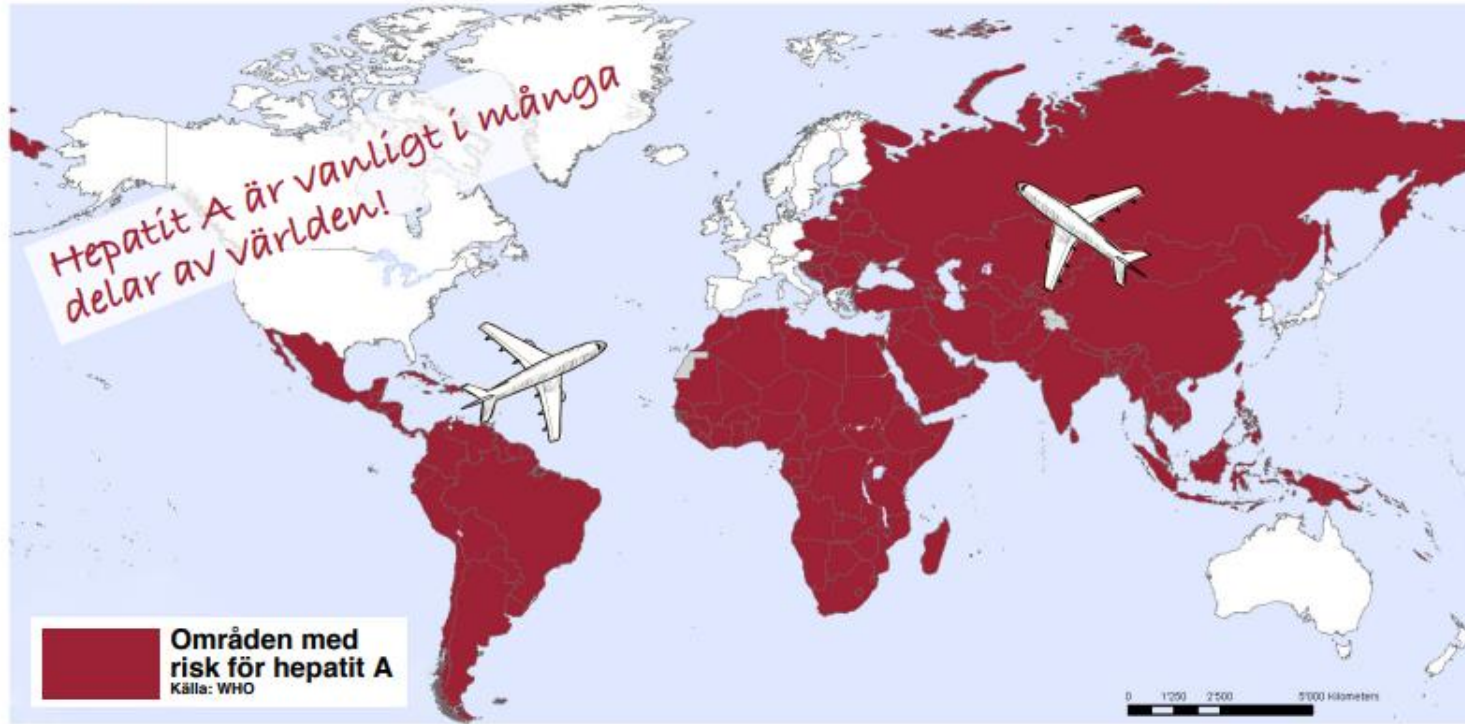 Hepatit A är vanligt i många
delar av världen!
Områden med
risk för hepatit A
Källa: WHO
0 1'250 2'500 5'000 Kilometers